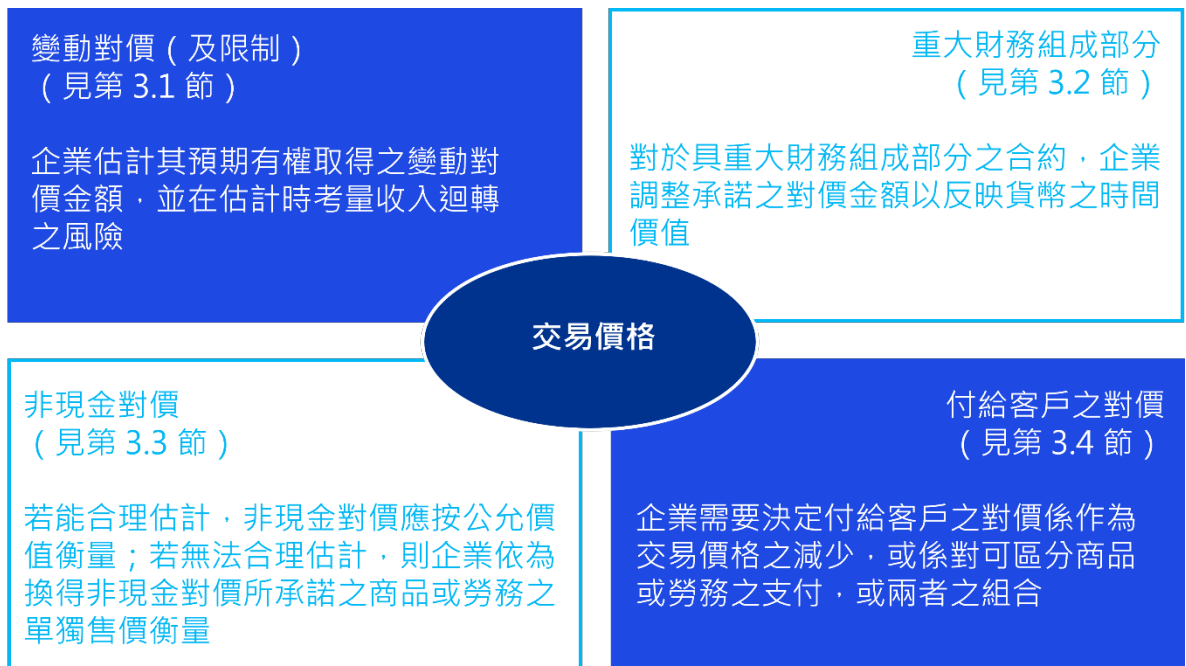 變動對價（及限制）
（見第 3.1 節）
企業估計其預期有權取得之變動對
價金額，並在估計時考量收入迴轉
之風險
重大財務組成部分
（見第 3.2 節）
對於具重大財務組成部分之合約，企業
調整承諾之對價金額以反映貨幣之時間
價值
交易價格
非現金對價
（見第 3.3 節）
若能合理估計，非現金對價應按公允價
值衡量；若無法合理估計，則企業依為
換得非現金對價所承諾之商品或勞務之
單獨售價衡量
付給客戶之對價
（見第 3.4 節）
企業需要決定付給客戶之對價係作為
交易價格之減少，或係對可區分商品
或勞務之支付，或兩者之組合